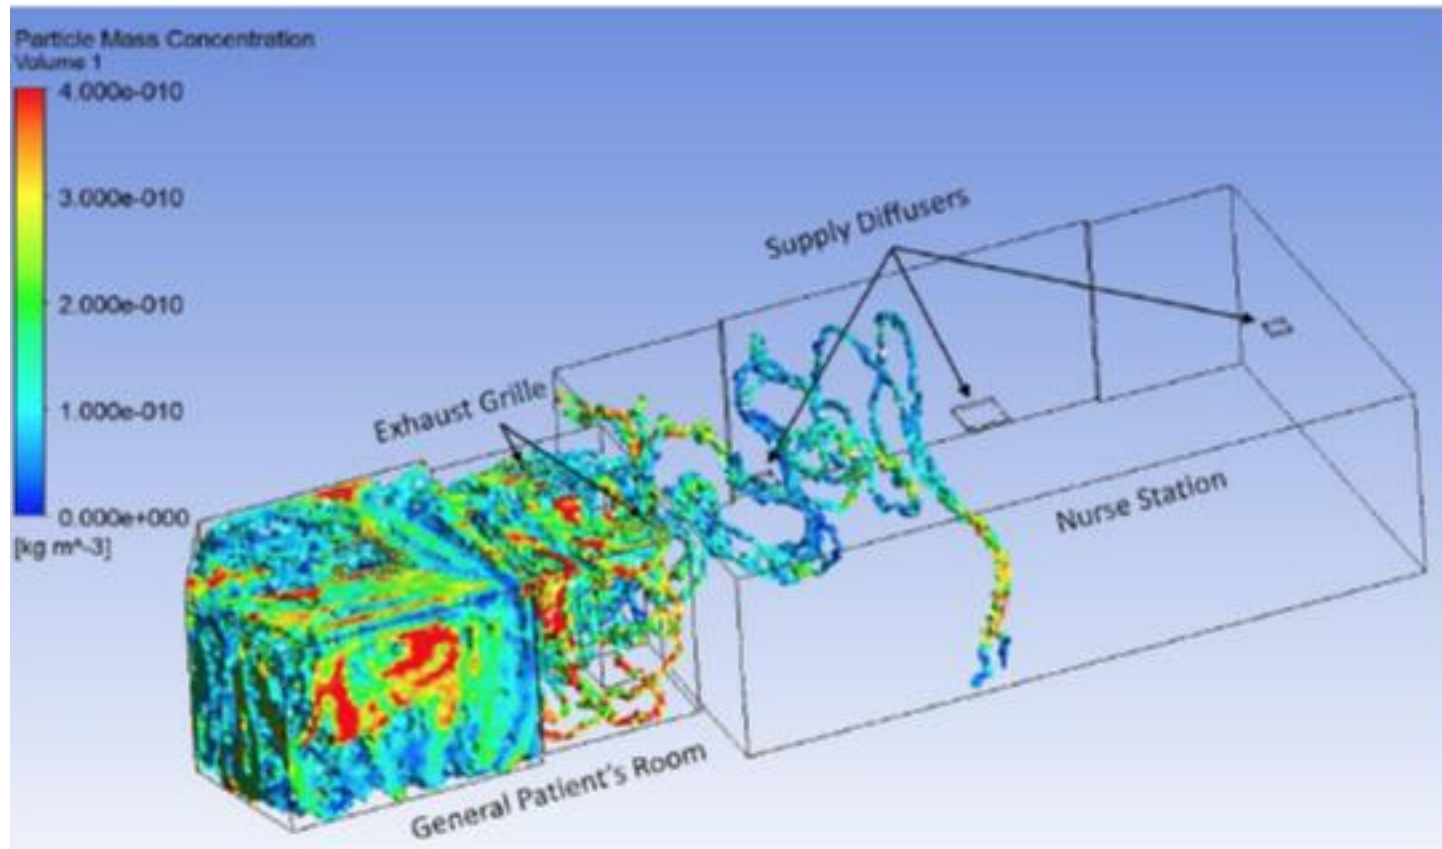 Particle Mass Concentration
Volume 1
4.000e-010
3.000e-010
2.000e-010
1.000e-010
0.000e+000
[kg m^-3]
Supply Diffusers
Exhaust Grille
Nurse Station
General Patient's Room